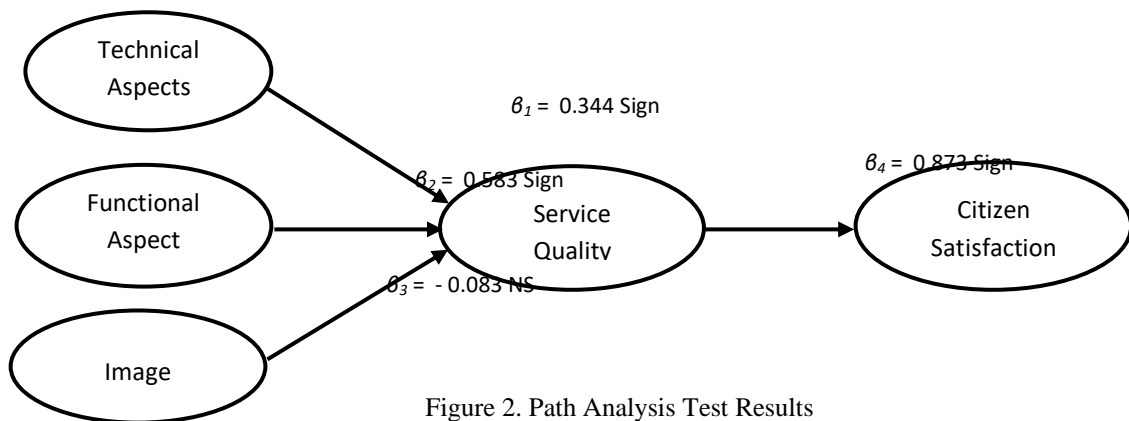 Technical
Aspects
β1 = 0.344 Sign
β2 = 0.583 Sign
β4 = 0.873 Sign
Functional
Aspect
Service
Quality
Citizen
Satisfaction
β3 = - 0.083 NS
Image
Figure 2. Path Analysis Test Results